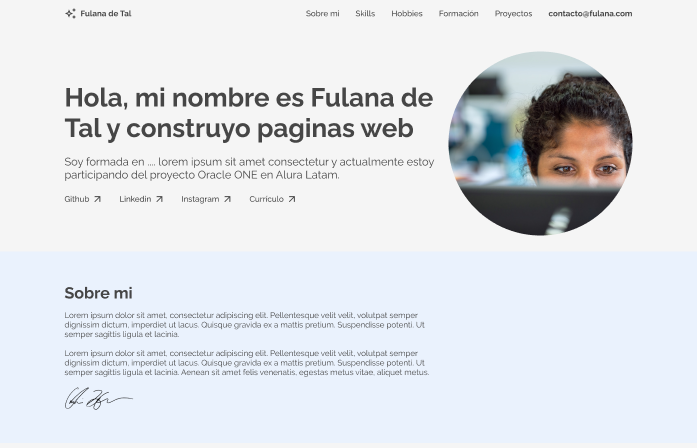 Fulana de Tal
Sobre mi Skills Hobbies Formación Proyectos contacto@fulana.com
Hola, mi nombre es Fulana de
Tal y construyo paginas web
Soy formada en .... lorem ipsum sit amet consectetur y actualmente estoy
participando del proyecto Oracle ONE en Alura Latam.
Github Linkedin Instagram Currículo
Sobre mi
Lorem ipsum dolor sit amet, consectetur adipiscing elit. Pellentesque velit velit, volutpat semper
dignissim dictum, imperdiet ut lacus. Quisque gravida ex a mattis pretium. Suspendisse potenti. Ut
semper sagittis ligula et lacinia.
Lorem ipsum dolor sit amet, consectetur adipiscing elit. Pellentesque velit velit, volutpat semper
dignissim dictum, imperdiet ut lacus. Quisque gravida ex a mattis pretium. Suspendisse potenti. Ut
semper sagittis ligula et lacinia. Aenean sit amet felis venenatis, egestas metus vitae, aliquet metus.